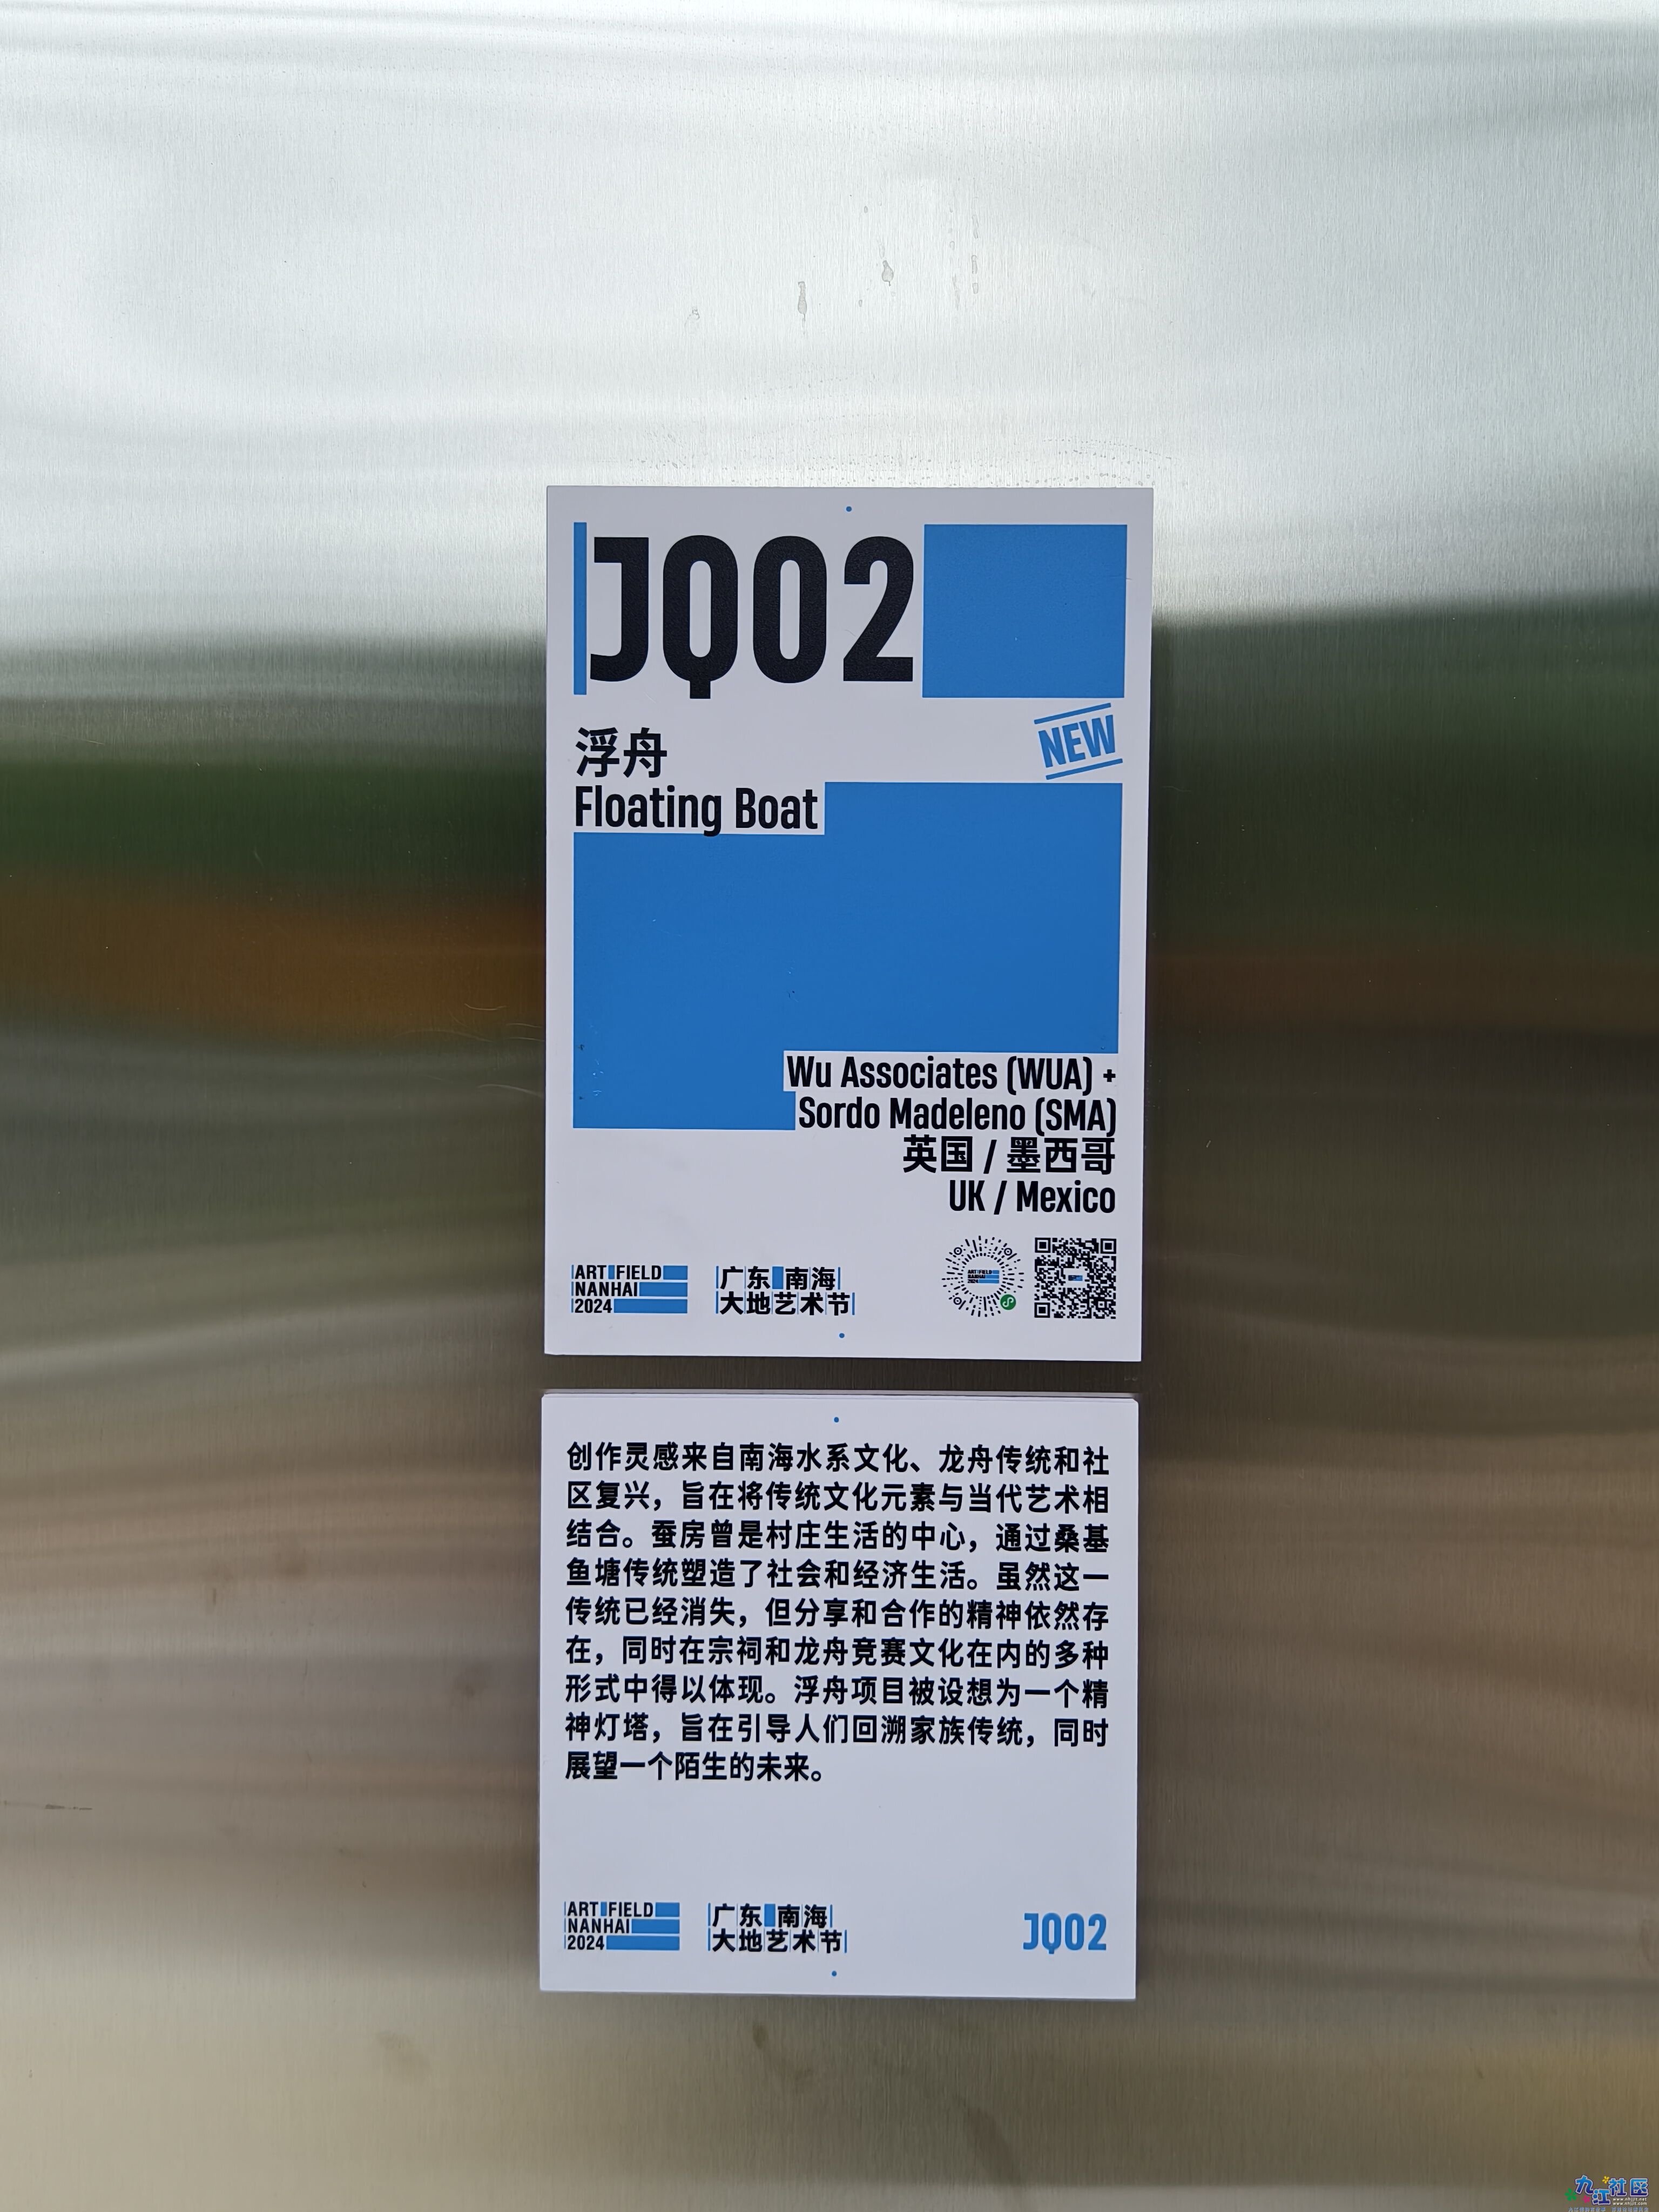 JQ02
NEW
浮舟
Floating Boat
Wu Associates (WUA) +
Sordo Madeleno (SMA)
英国 / 墨西哥
UK / Mexico
ART FIELD
NANHAI
2024
广东 南海
大地艺术节
创作灵感来自南海水系文化、龙舟传统和社
区复兴，旨在将传统文化元素与当代艺术相
结合。蚕房曾是村庄生活的中心，通过桑基
鱼塘传统塑造了社会和经济生活。虽然这一
传统已经消失，但分享和合作的精神依然存
在，同时在宗祠和龙舟竞赛文化在内的多种
形式中得以体现。浮舟项目被设想为一个精
神灯塔，旨在引导人们回溯家族传统，同时
展望一个陌生的未来。
ART FIELD
NANHAI
2024
广东 南海
大地艺术节
JQ02
九江社区